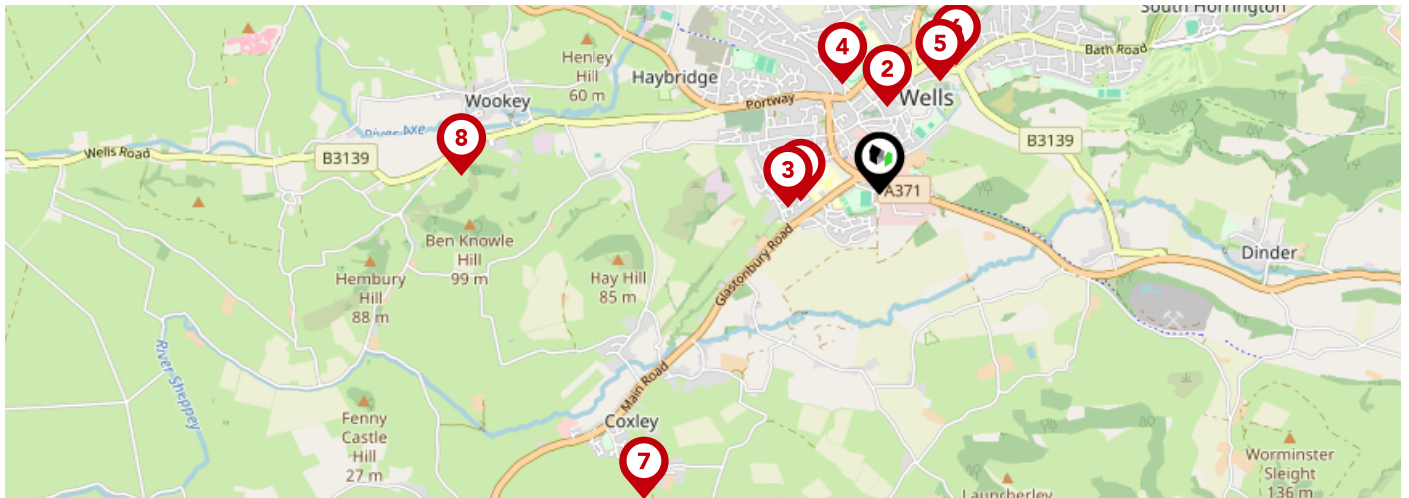 South Horrington
6
4
5
Bath Road
Henley
Hill
60 m
Haybridge
2
Wells
Wookey
Portway
River Axe
8
B3139
Wells Road
B3139
3
A371
Ben Knowle
Hill
99 m
Hay Hill
85 m
Hembury
Hill
88 m
Glastonbury Road
Dinder
River Sheppey
Main Road
Fenny
Castle
Hill
27 m
Coxley
7
Worminster
Sleight
136 m
Launcherley